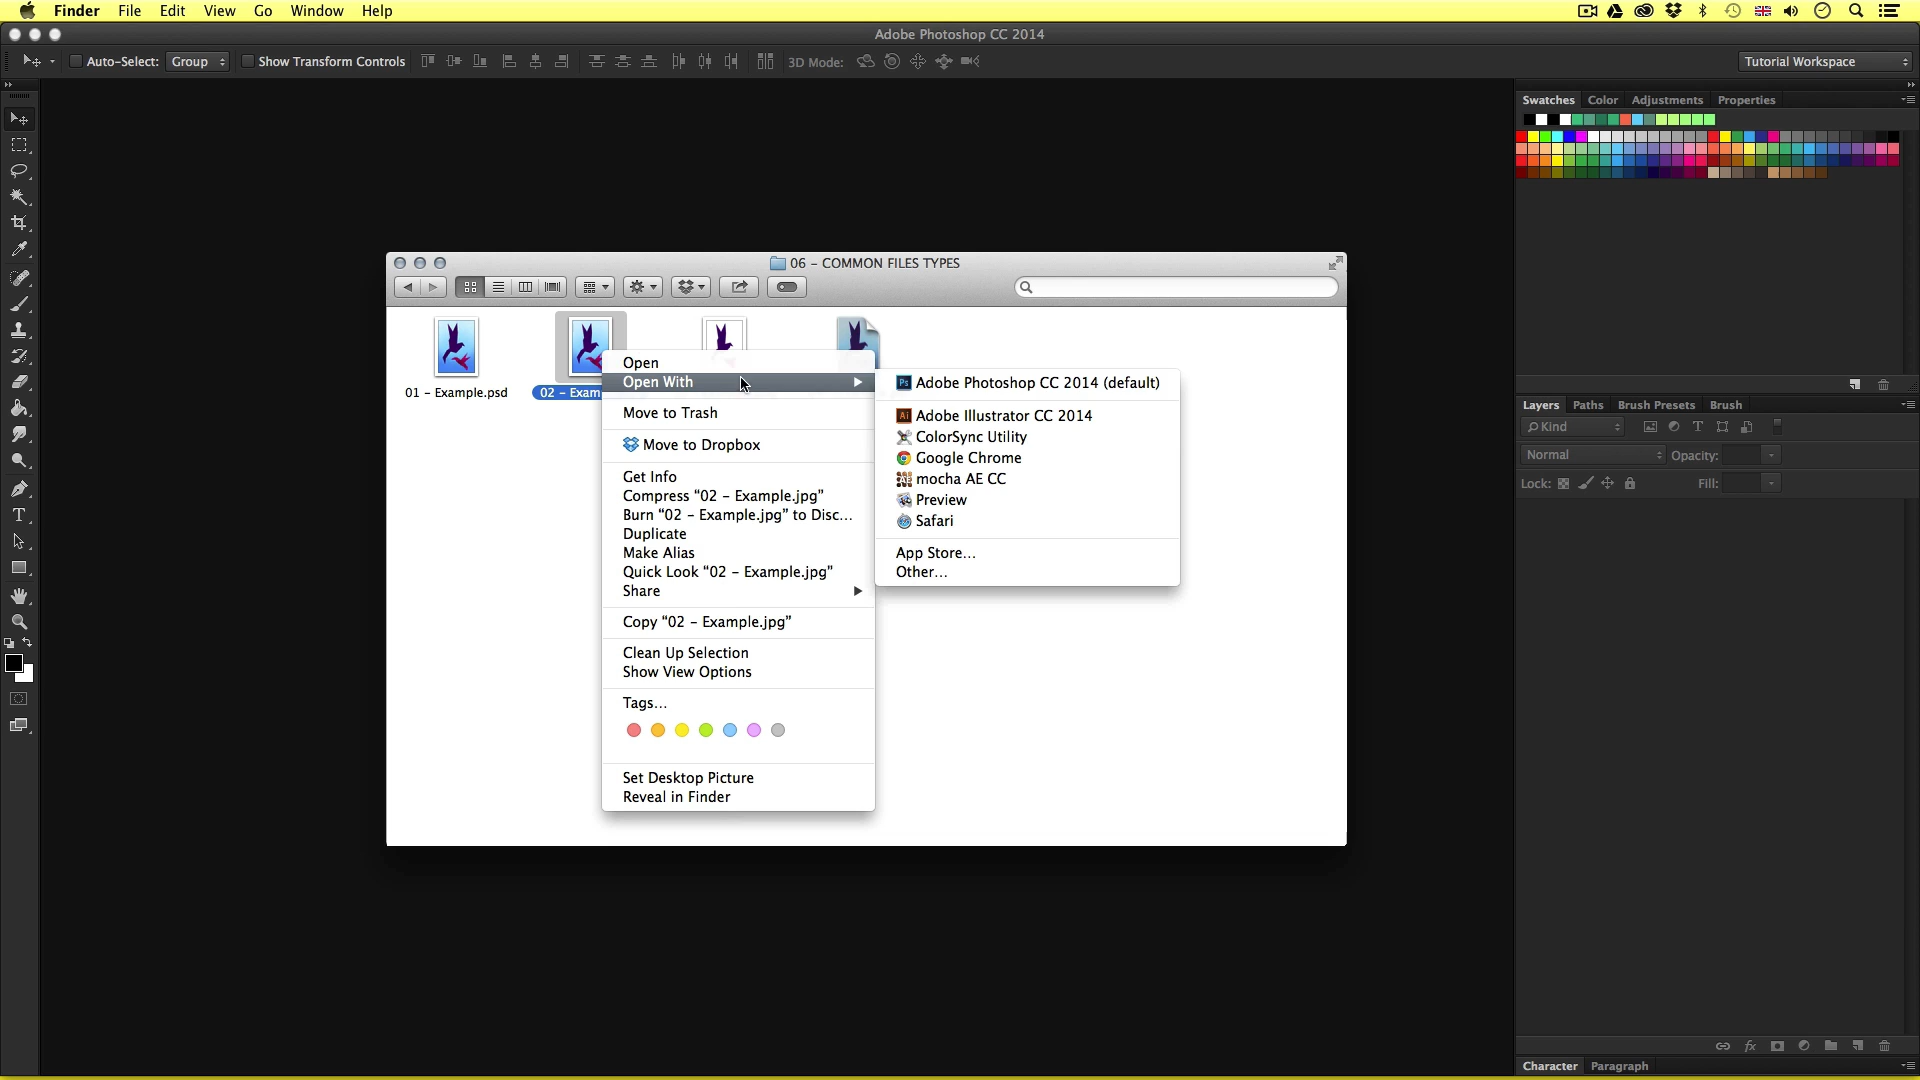 Finder File Edit View Go Window Help
Adobe Photoshop CC 2014
Auto-Select: Group Show Transform Controls 3D Mode: Tutorial Workspace
Swatches Color Adjustments Properties
06 – COMMON FILES TYPES
01 – Example.psd
02 – Exam
Open
Open With
Move to Trash
Move to Dropbox
Get Info
Compress “02 – Example.jpg”
Burn “02 – Example.jpg” to Disc…
Duplicate
Make Alias
Quick Look “02 – Example.jpg”
Share
Copy “02 – Example.jpg”
Clean Up Selection
Show View Options
Tags…
Set Desktop Picture
Reveal in Finder
Ps Adobe Photoshop CC 2014 (default)
Ai Adobe Illustrator CC 2014
ColorSync Utility
Google Chrome
mocha AE CC
Preview
Safari
App Store…
Other…
Layers Paths Brush Presets Brush
Kind
Normal Opacity:
Lock: Fill:
fx
Character Paragraph